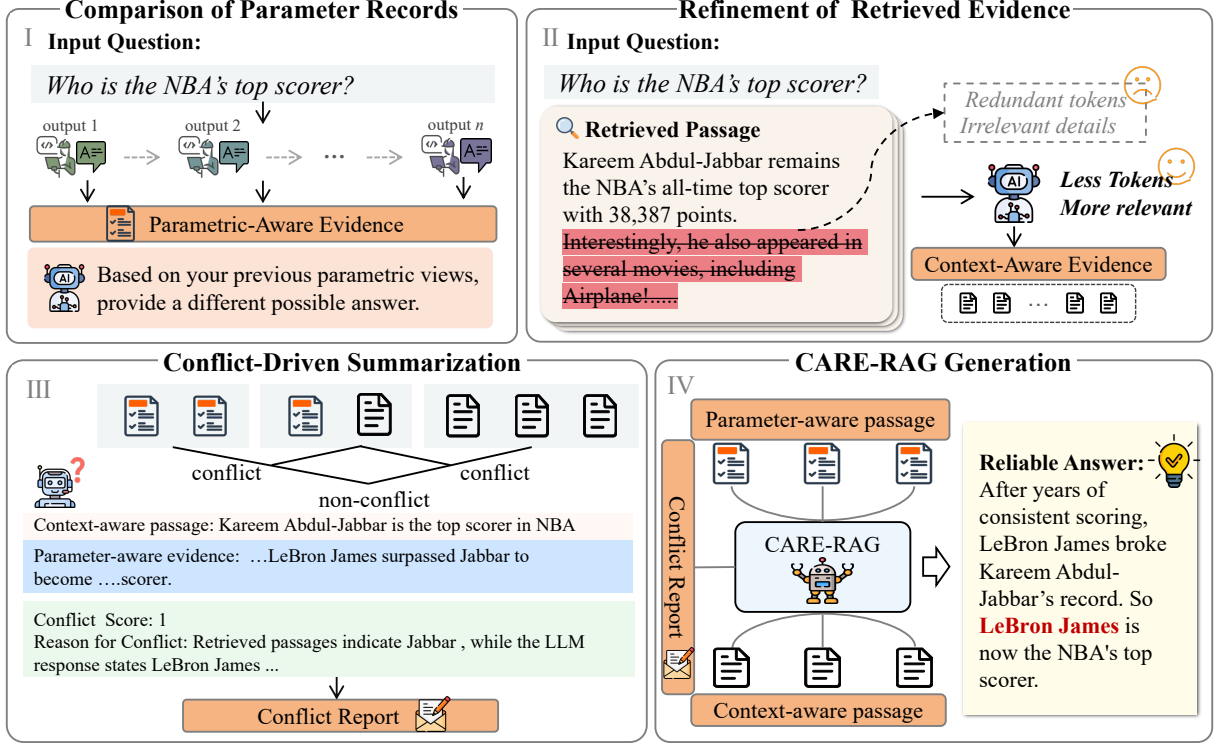 Comparison of Parameter Records
I
Input Question:
Who is the NBA's top scorer?
output 1
output 2
output n
...
Parametric-Aware Evidence
AI
Based on your previous parametric views,
provide a different possible answer.
Refinement of Retrieved Evidence
II
Input Question:
Who is the NBA's top scorer?
Retrieved Passage
Kareem Abdul-Jabbar remains
the NBA's all-time top scorer
with 38,387 points.
Interestingly, he also appeared in
several movies, including
Airplane!.....
Redundant tokens
Irrelevant details
AI
Less Tokens
More relevant
Context-Aware Evidence
...
Conflict-Driven Summarization
III
conflict
conflict
non-conflict
?
Context-aware passage: Kareem Abdul-Jabbar is the top scorer in NBA
Parameter-aware evidence: …LeBron James surpassed Jabbar to
become ….scorer.
Conflict Score: 1
Reason for Conflict: Retrieved passages indicate Jabbar , while the LLM
response states LeBron James ...
Conflict Report
CARE-RAG Generation
IV
Parameter-aware passage
Conflict Report
CARE-RAG
Context-aware passage
Reliable Answer:
After years of
consistent scoring,
LeBron James broke
Kareem Abdul-
Jabbar's record. So
LeBron James is
now the NBA's top
scorer.